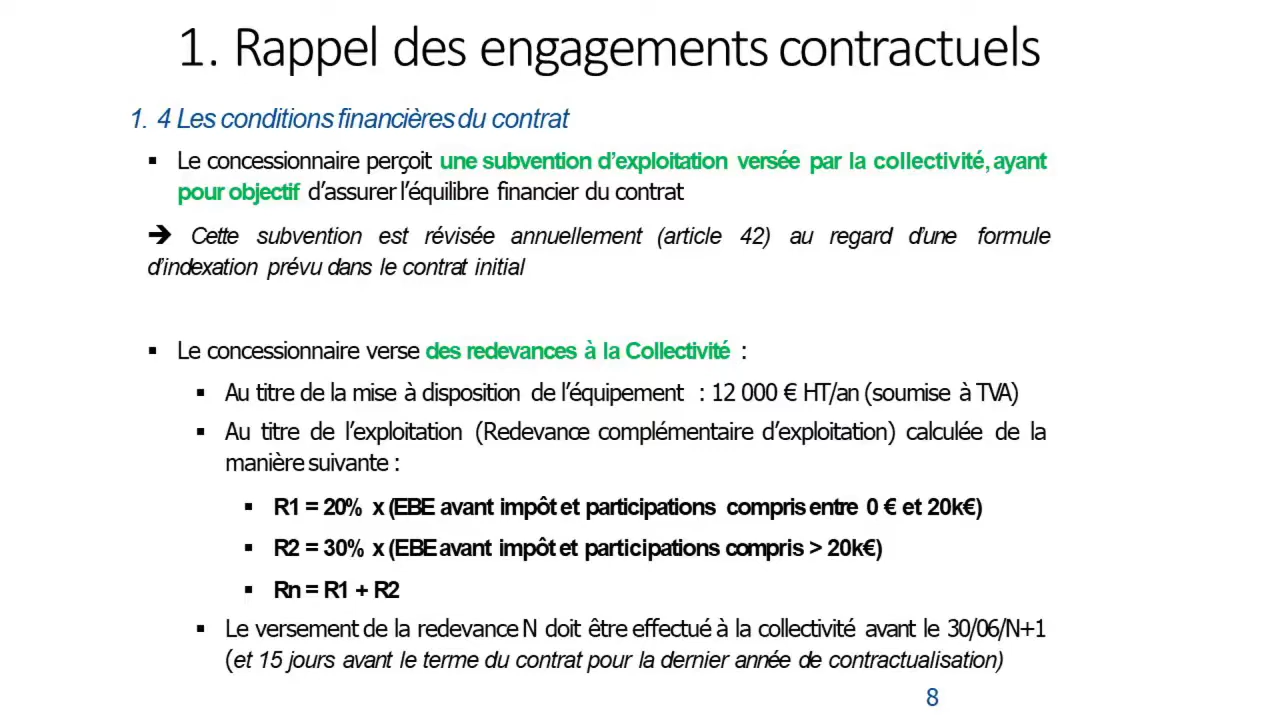 1. Rappel des engagements contractuels
1. 4 Les conditions financières du contrat
▪ Le concessionnaire perçoit une subvention d’exploitation versée par la collectivité, ayant
pour objectif d’assurer l’équilibre financier du contrat
➔ Cette subvention est révisée annuellement (article 42) au regard d’une formule
d’indexation prévu dans le contrat initial
▪ Le concessionnaire verse des redevances à la Collectivité :
▪ Au titre de la mise à disposition de l’équipement : 12 000 € HT/an (soumise à TVA)
▪ Au titre de l’exploitation (Redevance complémentaire d’exploitation) calculée de la
manière suivante :
▪ R1 = 20% x (EBE avant impôt et participations compris entre 0 € et 20k€)
▪ R2 = 30% x (EBE avant impôt et participations compris > 20k€)
▪ Rn = R1 + R2
▪ Le versement de la redevance N doit être effectué à la collectivité avant le 30/06/N+1
(et 15 jours avant le terme du contrat pour la dernier année de contractualisation)
8